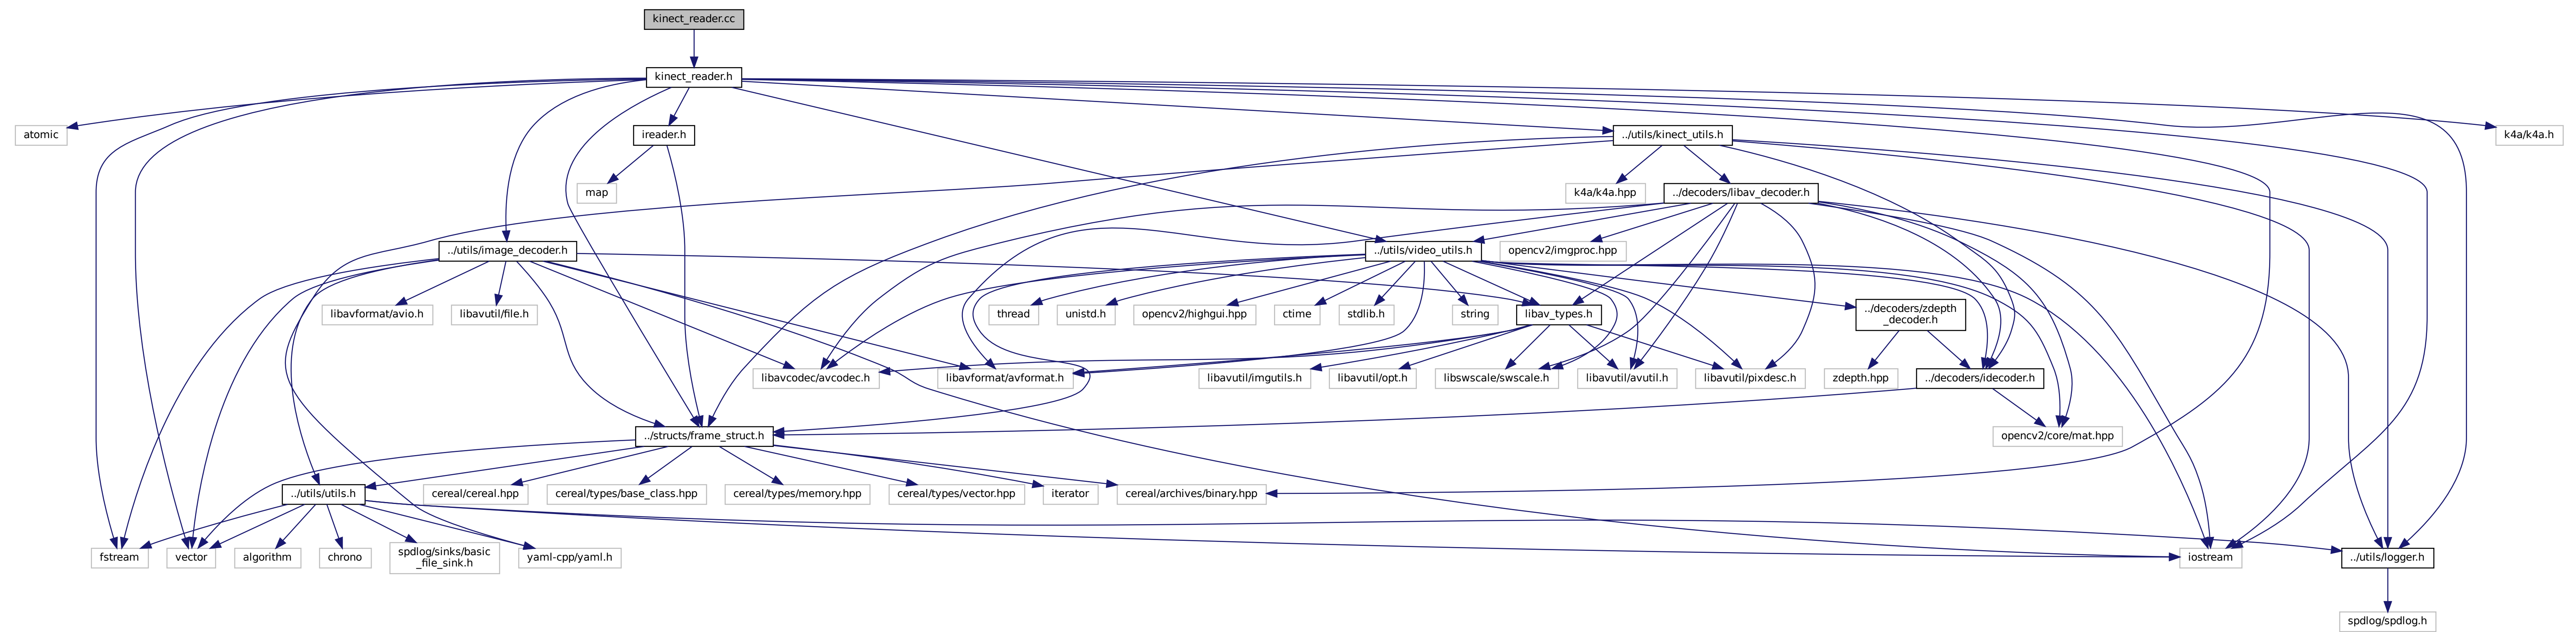 kinect_reader.cc
kinect_reader.h
atomic
ireader.h
../utils/kinect_utils.h
k4a/k4a.h
map
k4a/k4a.hpp
../decoders/libav_decoder.h
../utils/image_decoder.h
../utils/video_utils.h
opencv2/imgproc.hpp
libavformat/avio.h
libavutil/file.h
thread
unistd.h
opencv2/highgui.hpp
ctime
stdlib.h
string
libav_types.h
../decoders/zdepth
_decoder.h
libavcodec/avcodec.h
libavformat/avformat.h
libavutil/imgutils.h
libavutil/opt.h
libswscale/swscale.h
libavutil/avutil.h
libavutil/pixdesc.h
zdepth.hpp
../decoders/idecoder.h
../structs/frame_struct.h
opencv2/core/mat.hpp
../utils/utils.h
cereal/cereal.hpp
cereal/types/base_class.hpp
cereal/types/memory.hpp
cereal/types/vector.hpp
iterator
cereal/archives/binary.hpp
fstream
vector
algorithm
chrono
spdlog/sinks/basic
_file_sink.h
yaml-cpp/yaml.h
iostream
../utils/logger.h
spdlog/spdlog.h